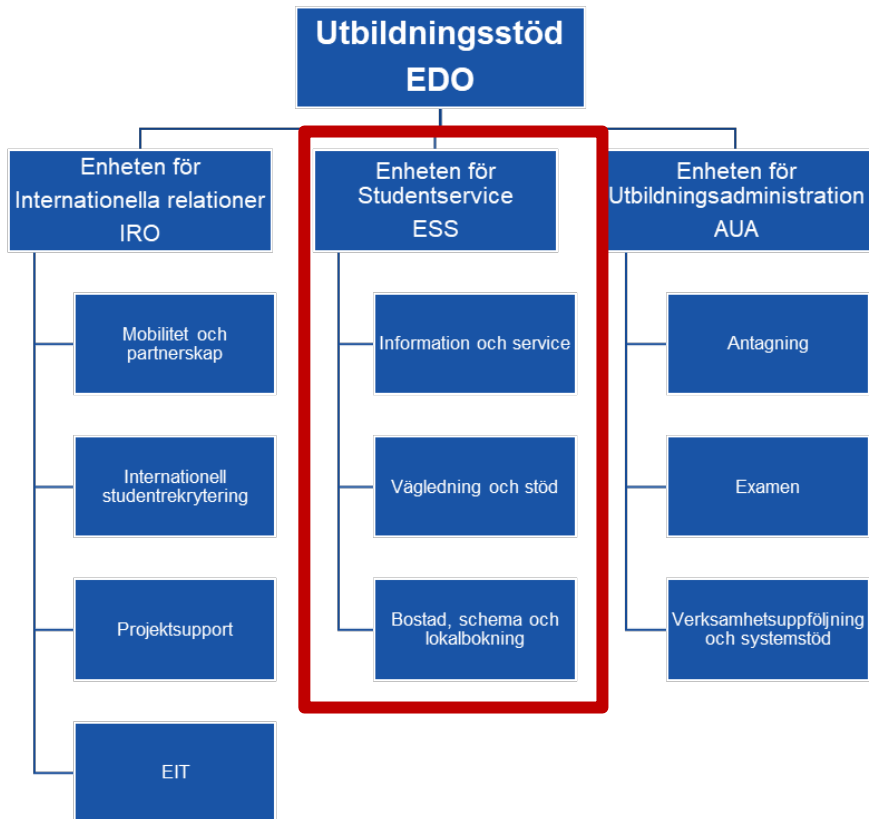 Utbildningsstöd
EDO
Enheten för
Internationella relationer
IRO
Mobilitet och
partnerskap
Internationell
studentrekrytering
Projektsupport
EIT
Enheten för
Studentservice
ESS
Information och service
Vägledning och stöd
Bostad, schema och
lokalbokning
Enheten för
Utbildningsadministration
AUA
Antagning
Examen
Verksamhetsuppföljning
och systemstöd